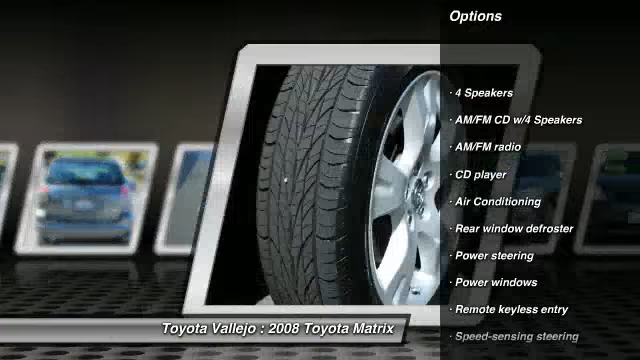 Options
· 4 Speakers
· AM/FM CD w/4 Speakers
· AM/FM radio
· CD player
· Air Conditioning
· Rear window defroster
· Power steering
· Power windows
· Remote keyless entry
· Speed-sensing steering
Toyota Vallejo : 2008 Toyota Matrix